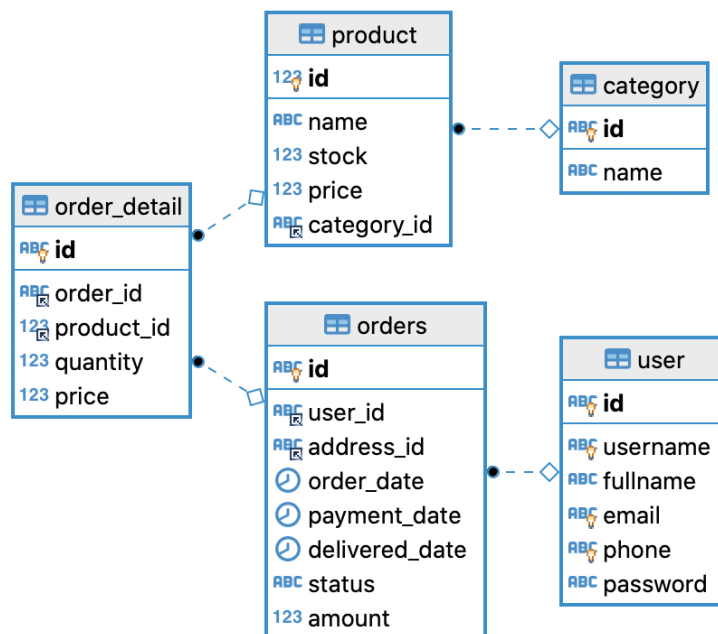 product
123 id
ABC name
123 stock
123 price
ABC category_id
category
ABC id
ABC name
order_detail
ABC id
ABC order_id
123 product_id
123 quantity
123 price
orders
ABC id
ABC user_id
ABC address_id
order_date
payment_date
delivered_date
ABC status
123 amount
user
ABC id
ABC username
ABC fullname
ABC email
ABC phone
ABC password